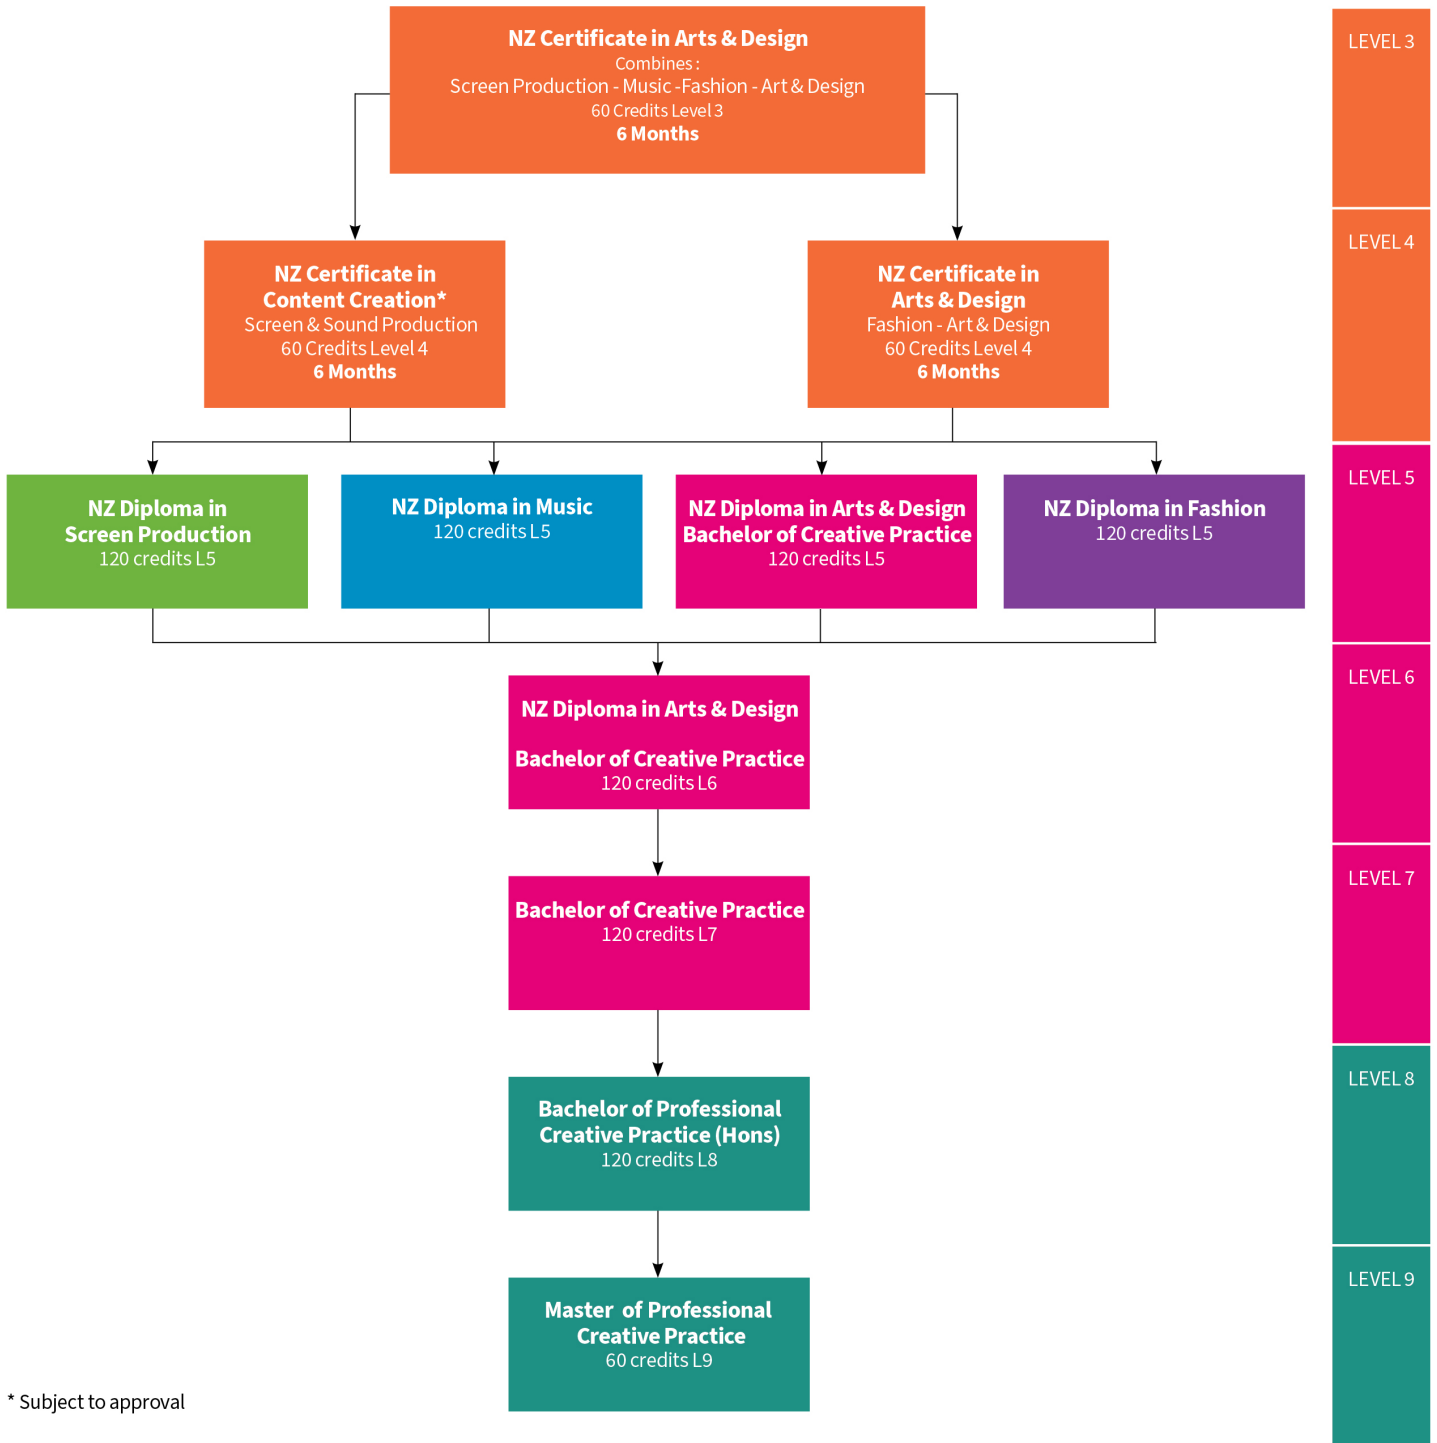 NZ Certificate in Arts & Design
Combines :
Screen Production - Music -Fashion - Art & Design
60 Credits Level 3
6 Months
LEVEL 3
NZ Certificate in
Content Creation*
Screen & Sound Production
60 Credits Level 4
6 Months
NZ Certificate in
Arts & Design
Fashion - Art & Design
60 Credits Level 4
6 Months
LEVEL 4
NZ Diploma in
Screen Production
120 credits L5
NZ Diploma in Music
120 credits L5
NZ Diploma in Arts & Design
Bachelor of Creative Practice
120 credits L5
NZ Diploma in Fashion
120 credits L5
LEVEL 5
NZ Diploma in Arts & Design
Bachelor of Creative Practice
120 credits L6
LEVEL 6
Bachelor of Creative Practice
120 credits L7
LEVEL 7
Bachelor of Professional
Creative Practice (Hons)
120 credits L8
LEVEL 8
Master of Professional
Creative Practice
60 credits L9
LEVEL 9
* Subject to approval